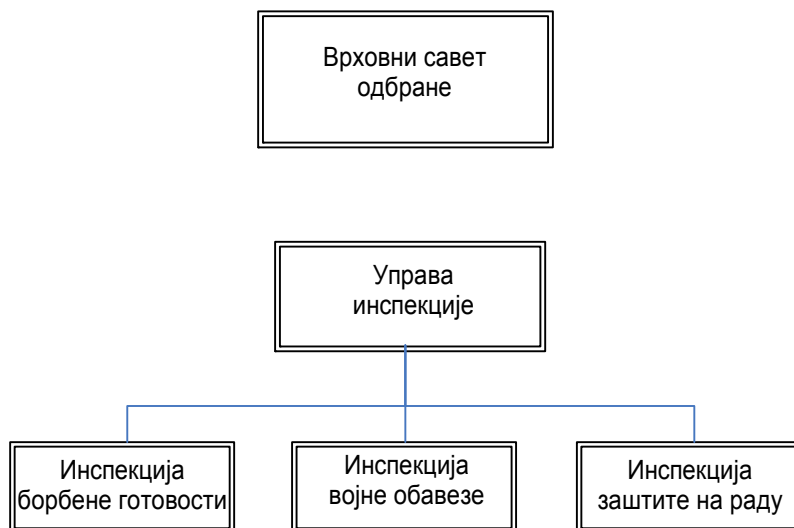 Врховни савет
одбране
Управа
инспекције
Инспекција
борбене готовости
Инспекција
војне обавезе
Инспекција
заштите на раду